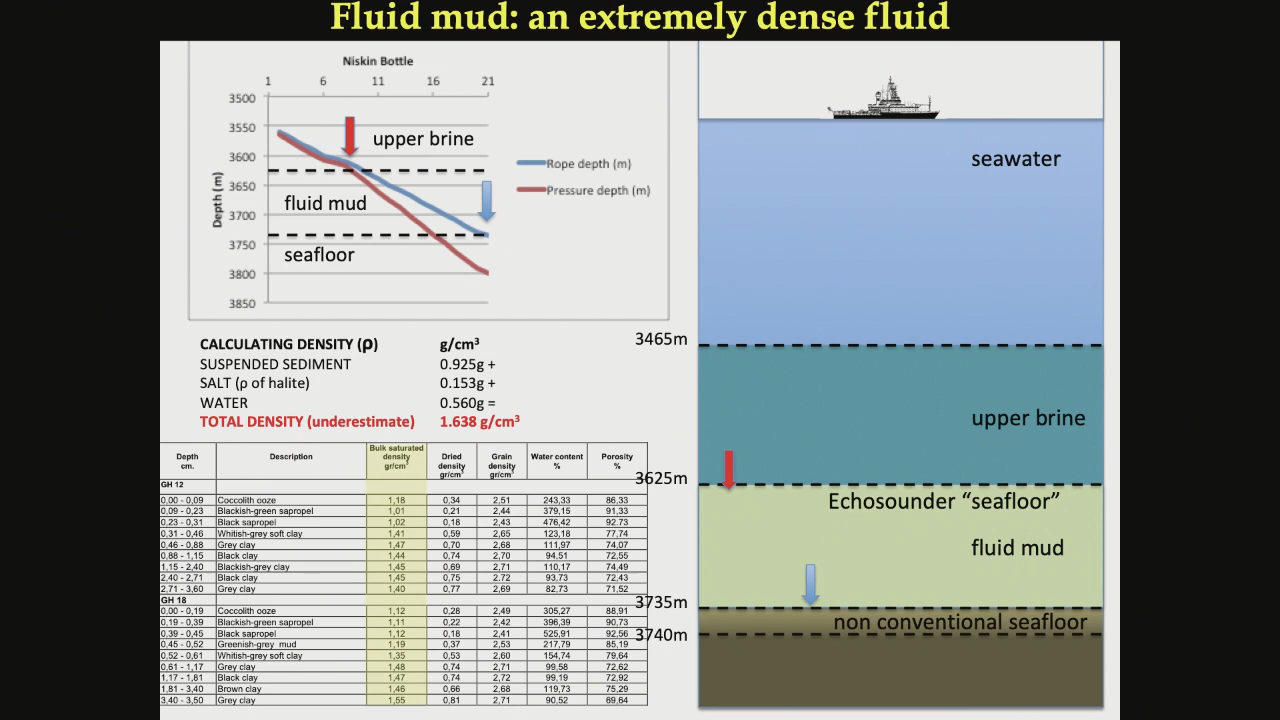 Fluid mud: an extremely dense fluid
Niskin Bottle
1 6 11 16 21
Depth (m)
3500
3550
3600
3650
3700
3750
3800
3850
upper brine
fluid mud
seafloor
Rope depth (m)
Pressure depth (m)
CALCULATING DENSITY (ρ) g/cm³
SUSPENDED SEDIMENT 0.925g +
SALT (ρ of halite) 0.153g +
WATER 0.560g =
TOTAL DENSITY (underestimate) 1.638 g/cm³
Depth cm. Description Bulk saturated density gr/cm³ Dried density gr/cm³ Grain density gr/cm³ Water content % Porosity %
GH 12
0,00 - 0,09 Coccolith ooze 1,18 0,34 2,51 243,33 86,33
0,09 - 0,23 Blackish-green sapropel 1,01 0,21 2,44 379,15 91,33
0,23 - 0,31 Black sapropel 1,02 0,18 2,43 476,42 92.73
0,31 - 0,46 Whitish-grey soft clay 1,41 0,59 2,65 123,18 77,74
0,46 - 0,88 Grey clay 1,47 0,70 2,68 111,97 74,07
0,88 - 1,15 Black clay 1,44 0,74 2,70 94,51 72,55
1,15 - 2,40 Blackish-grey clay 1,45 0,69 2,71 110,17 74,49
2,40 - 2,71 Black clay 1,45 0,75 2,72 93,73 72,43
2,71 - 3,60 Grey clay 1,40 0,77 2,69 82,73 71,52
GH 18
0,00 - 0,19 Coccolith ooze 1,12 0,28 2,49 305,27 88,91
0,19 - 0,39 Blackish-green sapropel 1,11 0,22 2,42 396,39 90,73
0,39 - 0,45 Black sapropel 1,12 0,18 2,41 525,91 92,56
0,45 - 0,52 Greenish-grey mud 1,19 0,37 2,53 217,79 85,19
0,52 - 0,61 Whitish-grey soft clay 1,35 0,53 2,60 154,74 79,64
0,61 - 1,17 Grey clay 1,48 0,74 2,71 99,58 72,62
1,17 - 1,81 Black clay 1,47 0,74 2,72 99,19 72,92
1,81 - 3,40 Brown clay 1,46 0,66 2,68 119,73 75,29
3,40 - 3,50 Grey clay 1,55 0,81 2,71 90,52 69,64
seawater
3465m
upper brine
3625m
Echosounder “seafloor”
fluid mud
3735m
non conventional seafloor
3740m